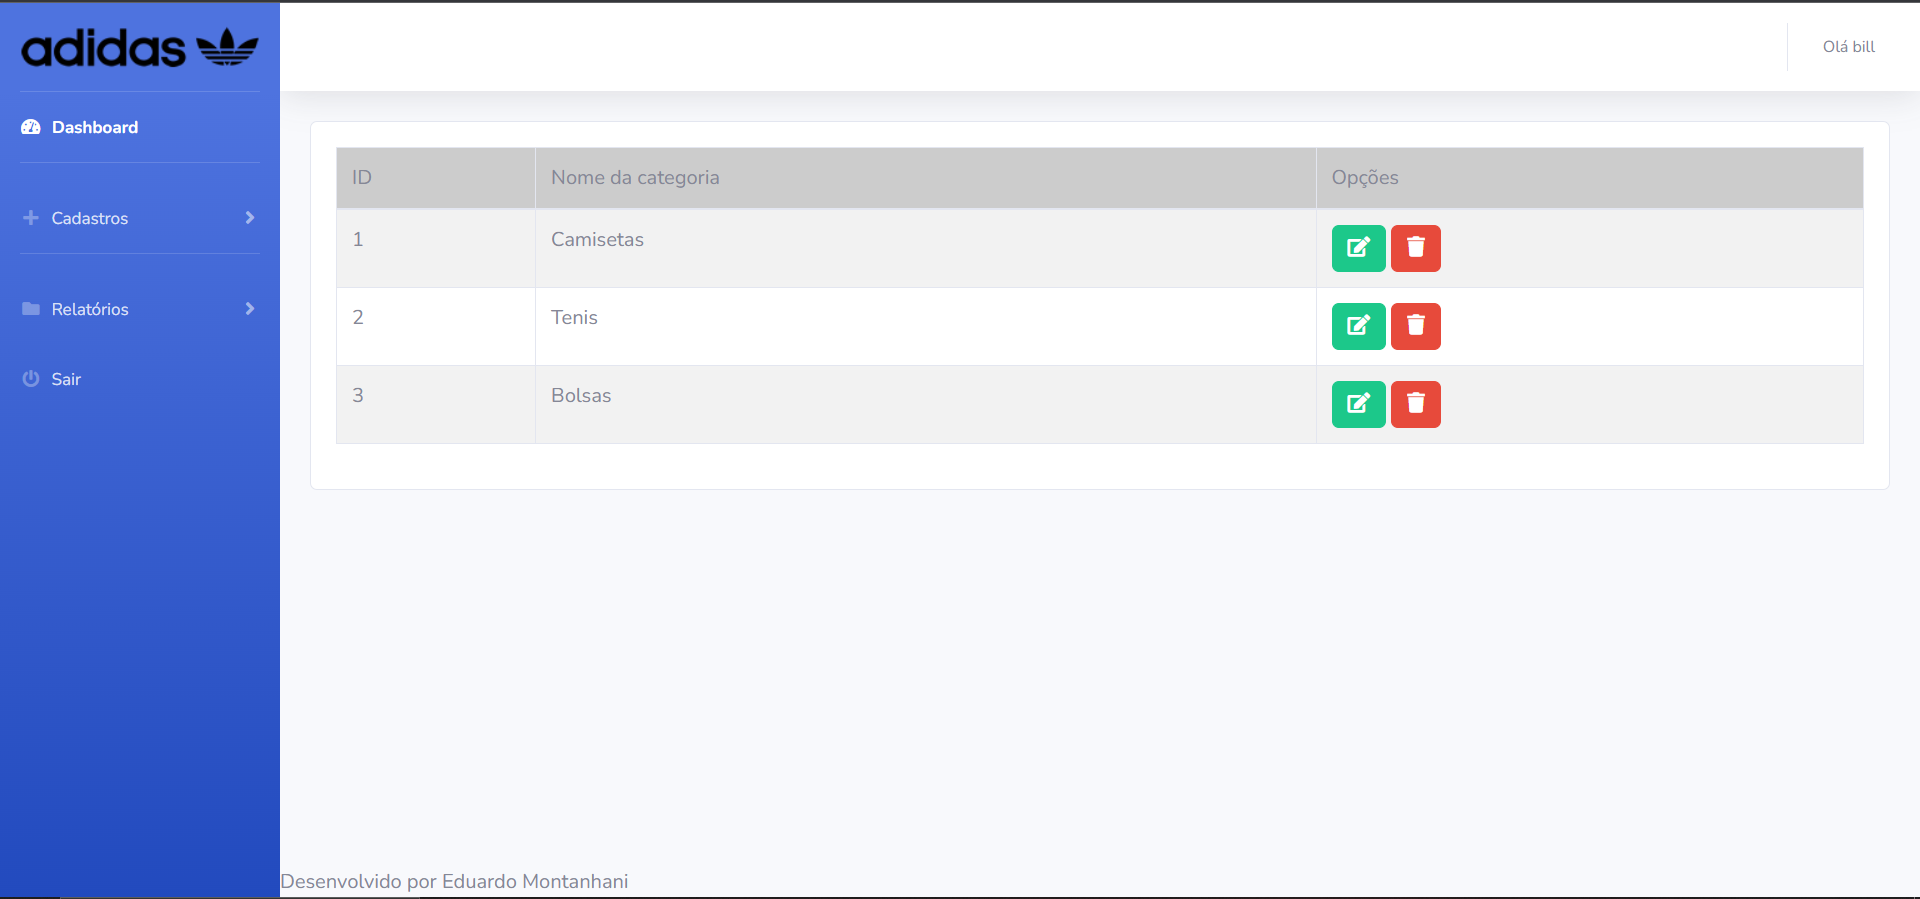 adidas
Olá bill
Dashboard
Cadastros
Relatórios
Sair
ID Nome da categoria Opções
1 Camisetas
2 Tenis
3 Bolsas
Desenvolvido por Eduardo Montanhani